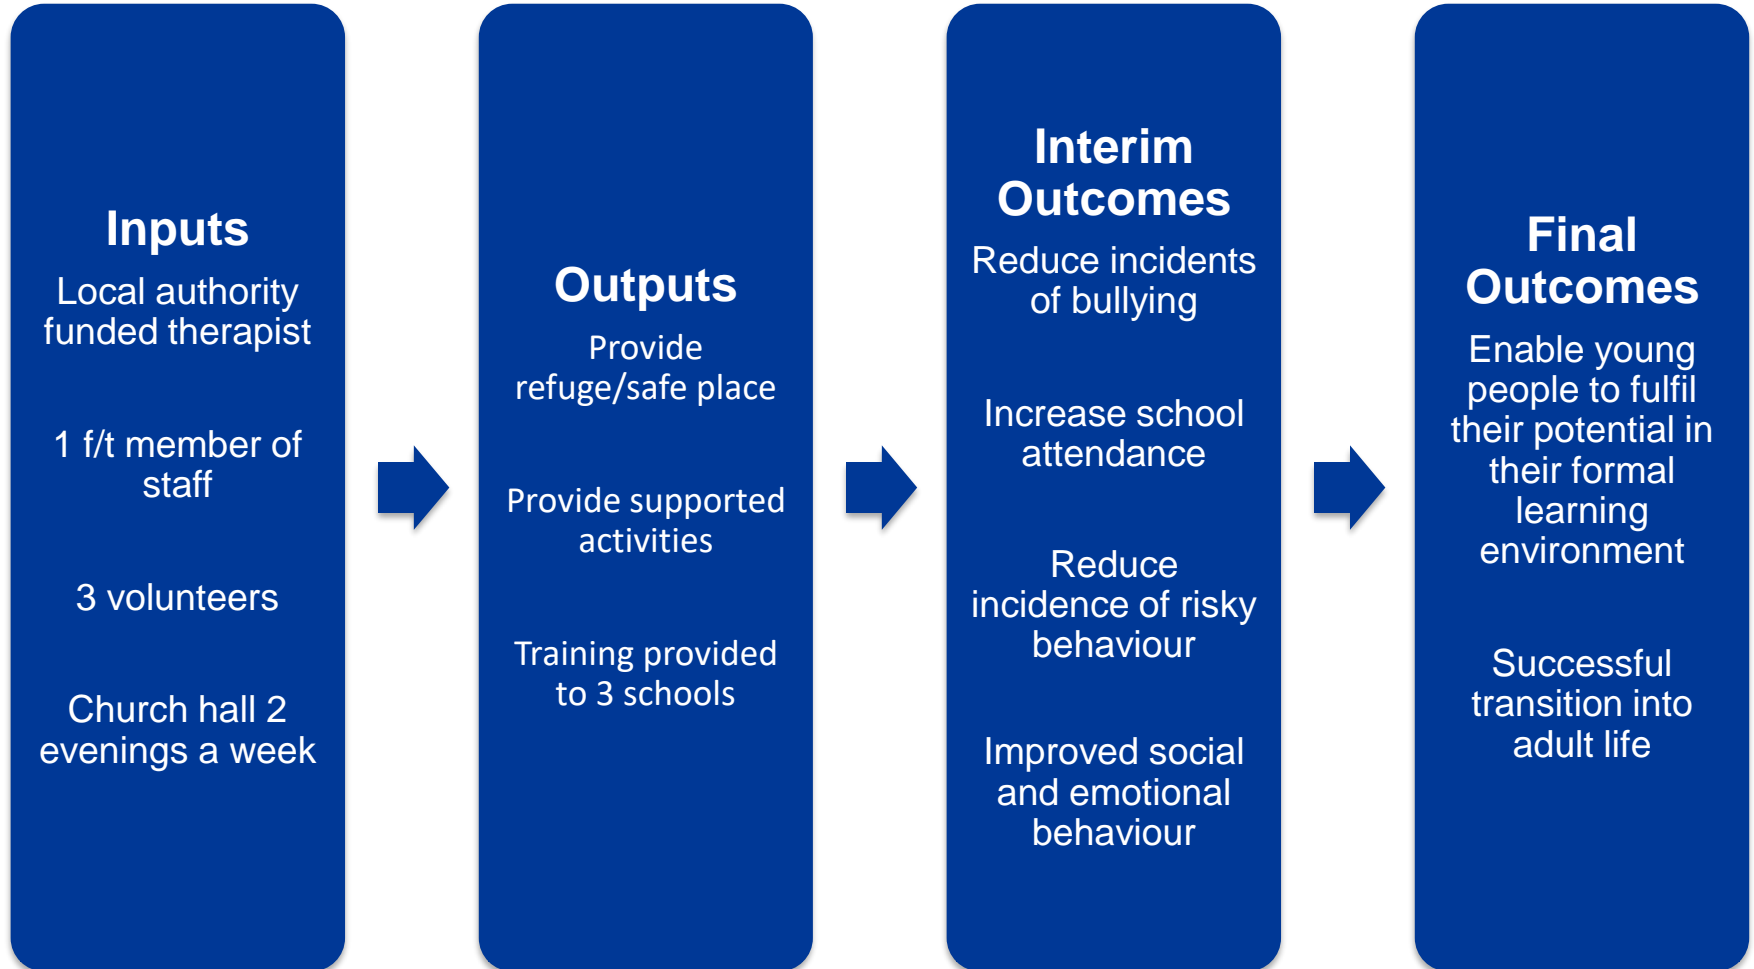 Inputs
Local authority
funded therapist
1 f/t member of
staff
3 volunteers
Church hall 2
evenings a week
Outputs
Provide
refuge/safe place
Provide supported
activities
Training provided
to 3 schools
Interim
Outcomes
Reduce incidents
of bullying
Increase school
attendance
Reduce
incidence of risky
behaviour
Improved social
and emotional
behaviour
Final
Outcomes
Enable young
people to fulfil
their potential in
their formal
learning
environment
Successful
transition into
adult life